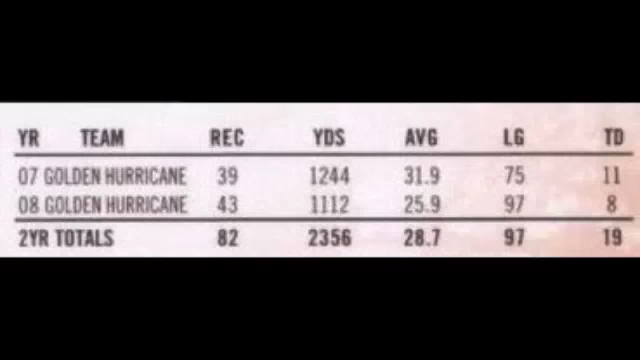 YR TEAM REC YDS AVG LG TD
07 GOLDEN HURRICANE 39 1244 31.9 75 11
08 GOLDEN HURRICANE 43 1112 25.9 97 8
2YR TOTALS 82 2356 28.7 97 19